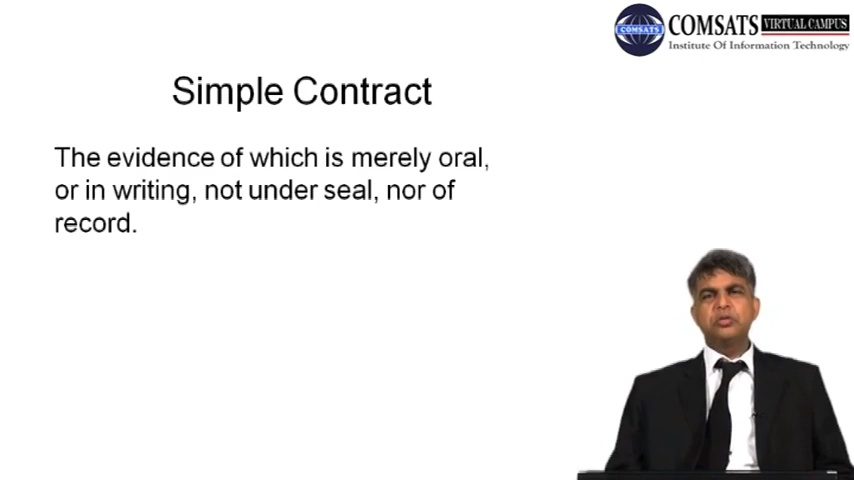 COMSATS VIRTUAL CAMPUS
COMSATS
Institute Of Information Technology
Simple Contract
The evidence of which is merely oral,
or in writing, not under seal, nor of
record.